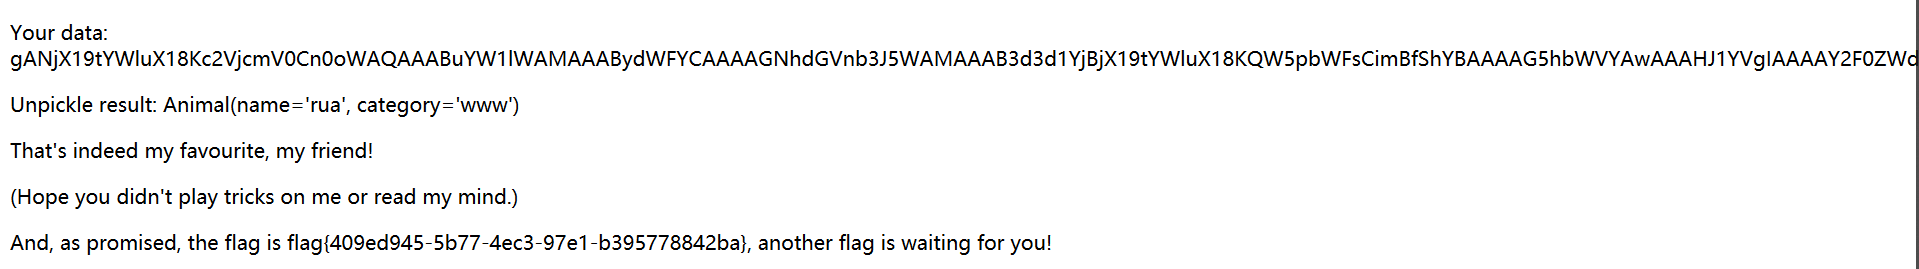 Your data:
gANjX19tYWluX18Kc2VjcmV0Cn0oWAQAAABuYW1lWAMAAABydWFYCAAAAGNhdGVnb3J5WAMAAAB3d3d1YjBjX19tYWluX18KQW5pbWFsCimBfShYBAAAAG5hbWVYAwAAAHJ1YVgIAAAAY2F0ZWd
Unpickle result: Animal(name='rua', category='www')
That's indeed my favourite, my friend!
(Hope you didn't play tricks on me or read my mind.)
And, as promised, the flag is flag{409ed945-5b77-4ec3-97e1-b395778842ba}, another flag is waiting for you!